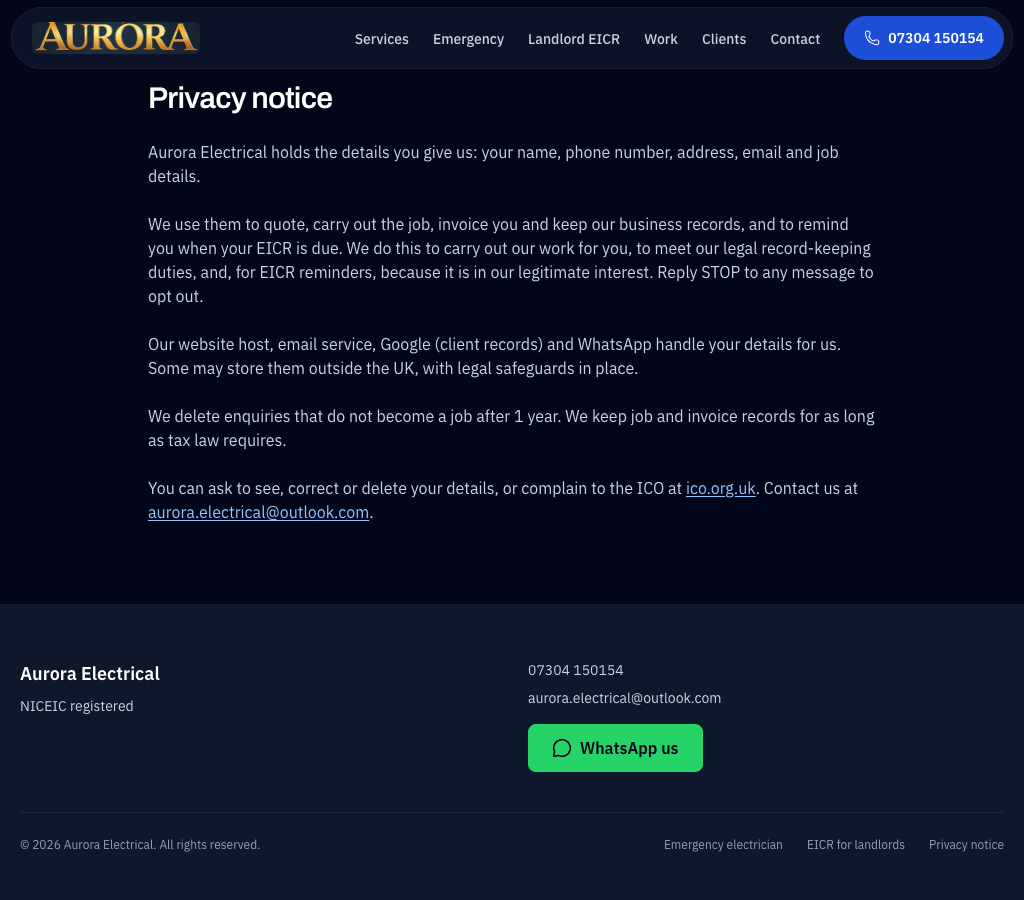 AURORA
Services
Emergency
Landlord EICR
Work
Clients
Contact
07304 150154
Privacy notice
Aurora Electrical holds the details you give us: your name, phone number, address, email and job
details.
We use them to quote, carry out the job, invoice you and keep our business records, and to remind
you when your EICR is due. We do this to carry out our work for you, to meet our legal record-keeping
duties, and, for EICR reminders, because it is in our legitimate interest. Reply STOP to any message to
opt out.
Our website host, email service, Google (client records) and WhatsApp handle your details for us.
Some may store them outside the UK, with legal safeguards in place.
We delete enquiries that do not become a job after 1 year. We keep job and invoice records for as long
as tax law requires.
You can ask to see, correct or delete your details, or complain to the ICO at ico.org.uk. Contact us at
aurora.electrical@outlook.com.
Aurora Electrical
NICEIC registered
07304 150154
aurora.electrical@outlook.com
WhatsApp us
© 2026 Aurora Electrical. All rights reserved.
Emergency electrician
EICR for landlords
Privacy notice